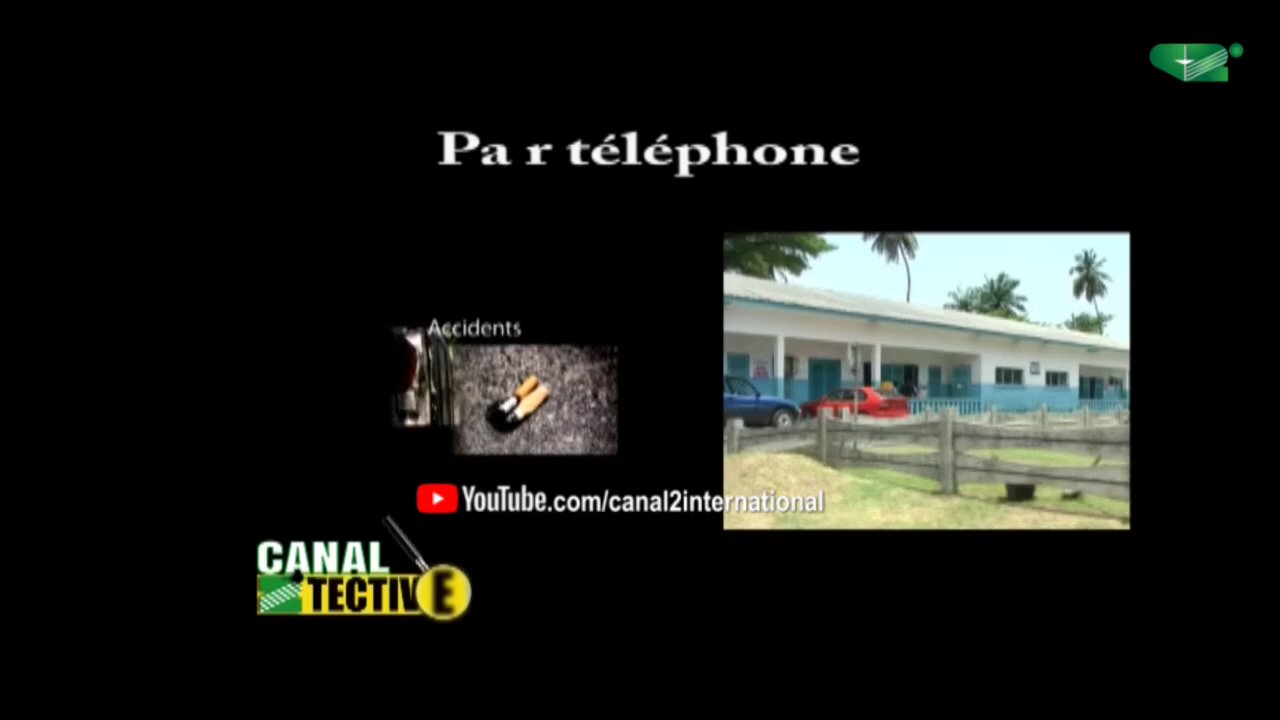 Pa r téléphone
Accidents
YouTube.com/canal2international
CANAL
TECTIVE